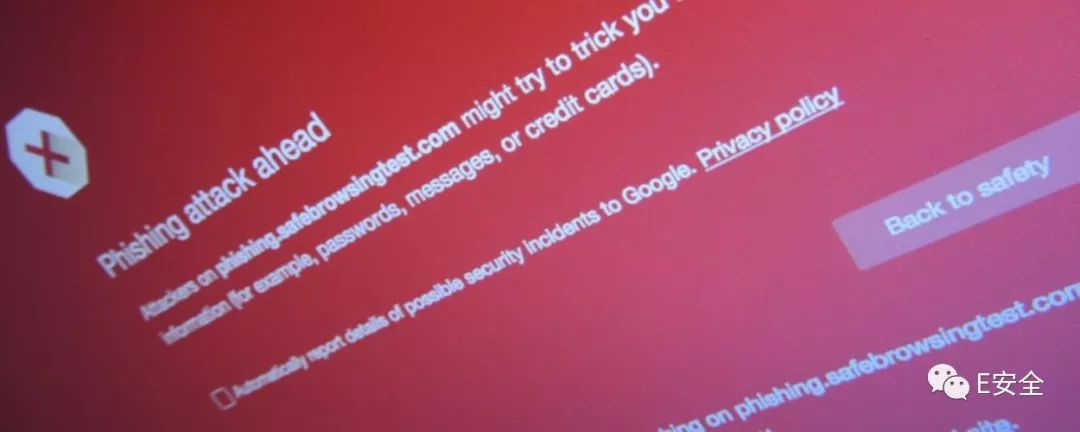 Phishing attack ahead
Attackers on phishing.safebrowsingtest.com might try to trick you
information (for example, passwords, messages, or credit cards).
Automatically report details of possible security incidents to Google. Privacy policy
Back to safety
on phishing.safebrowsingtest.com
E安全